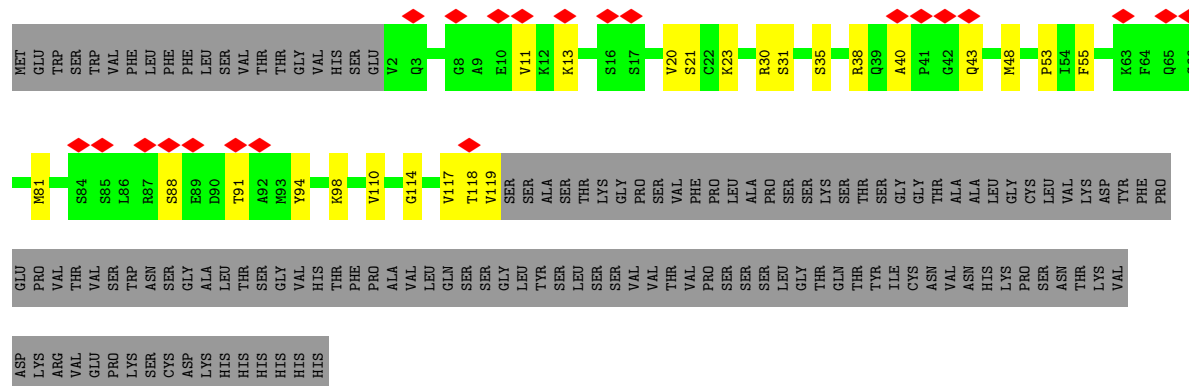 MET GLU TRP SER TRP VAL PHE LEU PHE PHE LEU SER VAL THR THR GLY VAL HIS SER GLU V2 Q3 G8 A9 E10 V11 K12 K13 S16 S17 V20 S21 C22 K23 R30 S31 S35 R38 Q39 A40 P41 G42 Q43 M48 P53 I54 F55 K63 F64 Q65
M81 S84 S85 L86 R87 S88 E89 D90 T91 A92 M93 Y94 K98 V110 G114 V117 T118 V119 SER SER ALA SER THR LYS GLY PRO SER VAL PHE PRO LEU ALA PRO SER SER LYS SER THR SER GLY GLY THR ALA ALA LEU GLY CYS LEU VAL LYS ASP TYR PHE PRO
GLU PRO VAL THR VAL SER TRP ASN SER GLY ALA LEU THR SER GLY VAL HIS THR PHE PRO ALA VAL LEU GLN SER SER GLY LEU TYR SER LEU SER SER VAL VAL THR VAL PRO SER SER SER LEU GLY THR GLN THR TYR ILE CYS ASN VAL ASN HIS LYS PRO SER ASN THR LYS VAL
ASP LYS ARG VAL GLU PRO LYS SER CYS ASP LYS HIS HIS HIS HIS HIS HIS